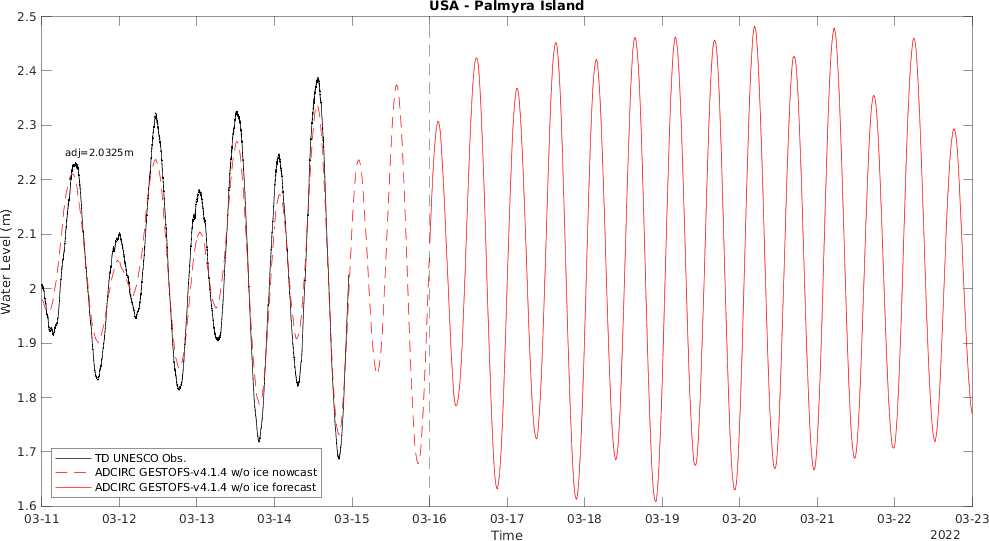 USA - Palmyra Island
2.5
2.4
2.3
2.2
2.1
2
1.9
1.8
1.7
1.6
Water Level (m)
adj=2.0325m
TD UNESCO Obs.
ADCIRC GESTOFS-v4.1.4 w/o ice nowcast
ADCIRC GESTOFS-v4.1.4 w/o ice forecast
03-11 03-12 03-13 03-14 03-15 03-16 03-17 03-18 03-19 03-20 03-21 03-22 03-23
Time
2022